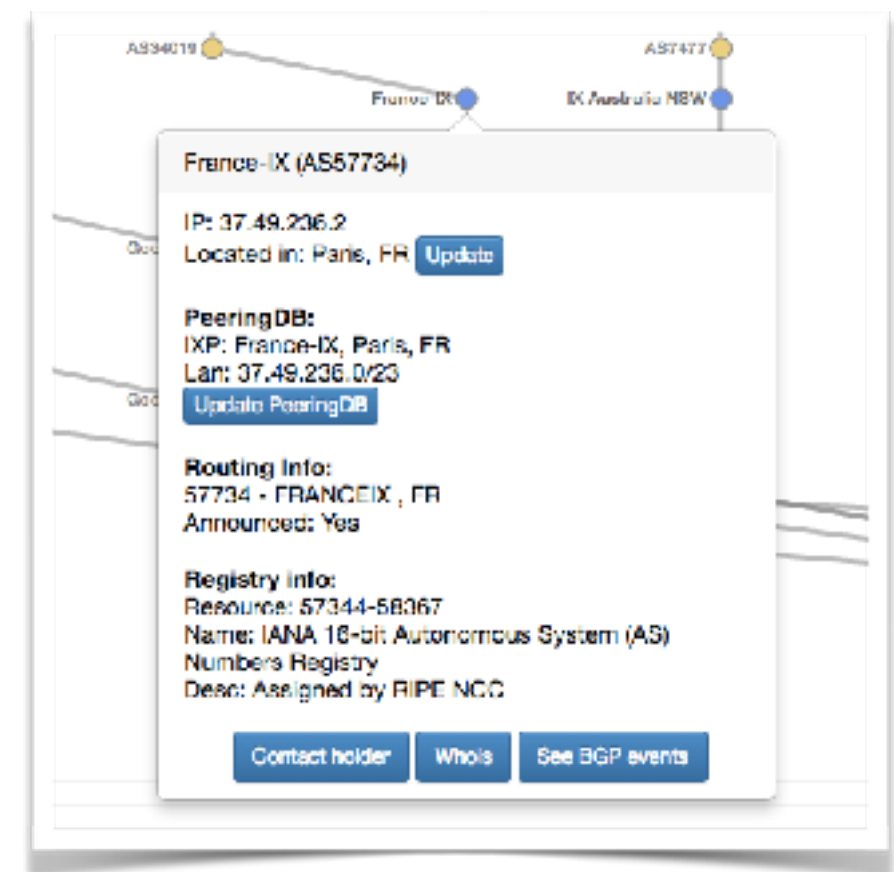 AS34019
AS7477
France-IX
IX Australia NSW
France-IX (AS57734)
IP: 37.49.236.2
Located in: Paris, FR Update
PeeringDB:
IXP: France-IX, Paris, FR
Lan: 37.49.236.0/23
Update PeeringDB
Routing Info:
57734 - FRANCEIX , FR
Announced: Yes
Registry info:
Resource: 57344-58367
Name: IANA 16-bit Autonomous System (AS)
Numbers Registry
Desc: Assigned by RIPE NCC
Contact holder Whois See BGP events